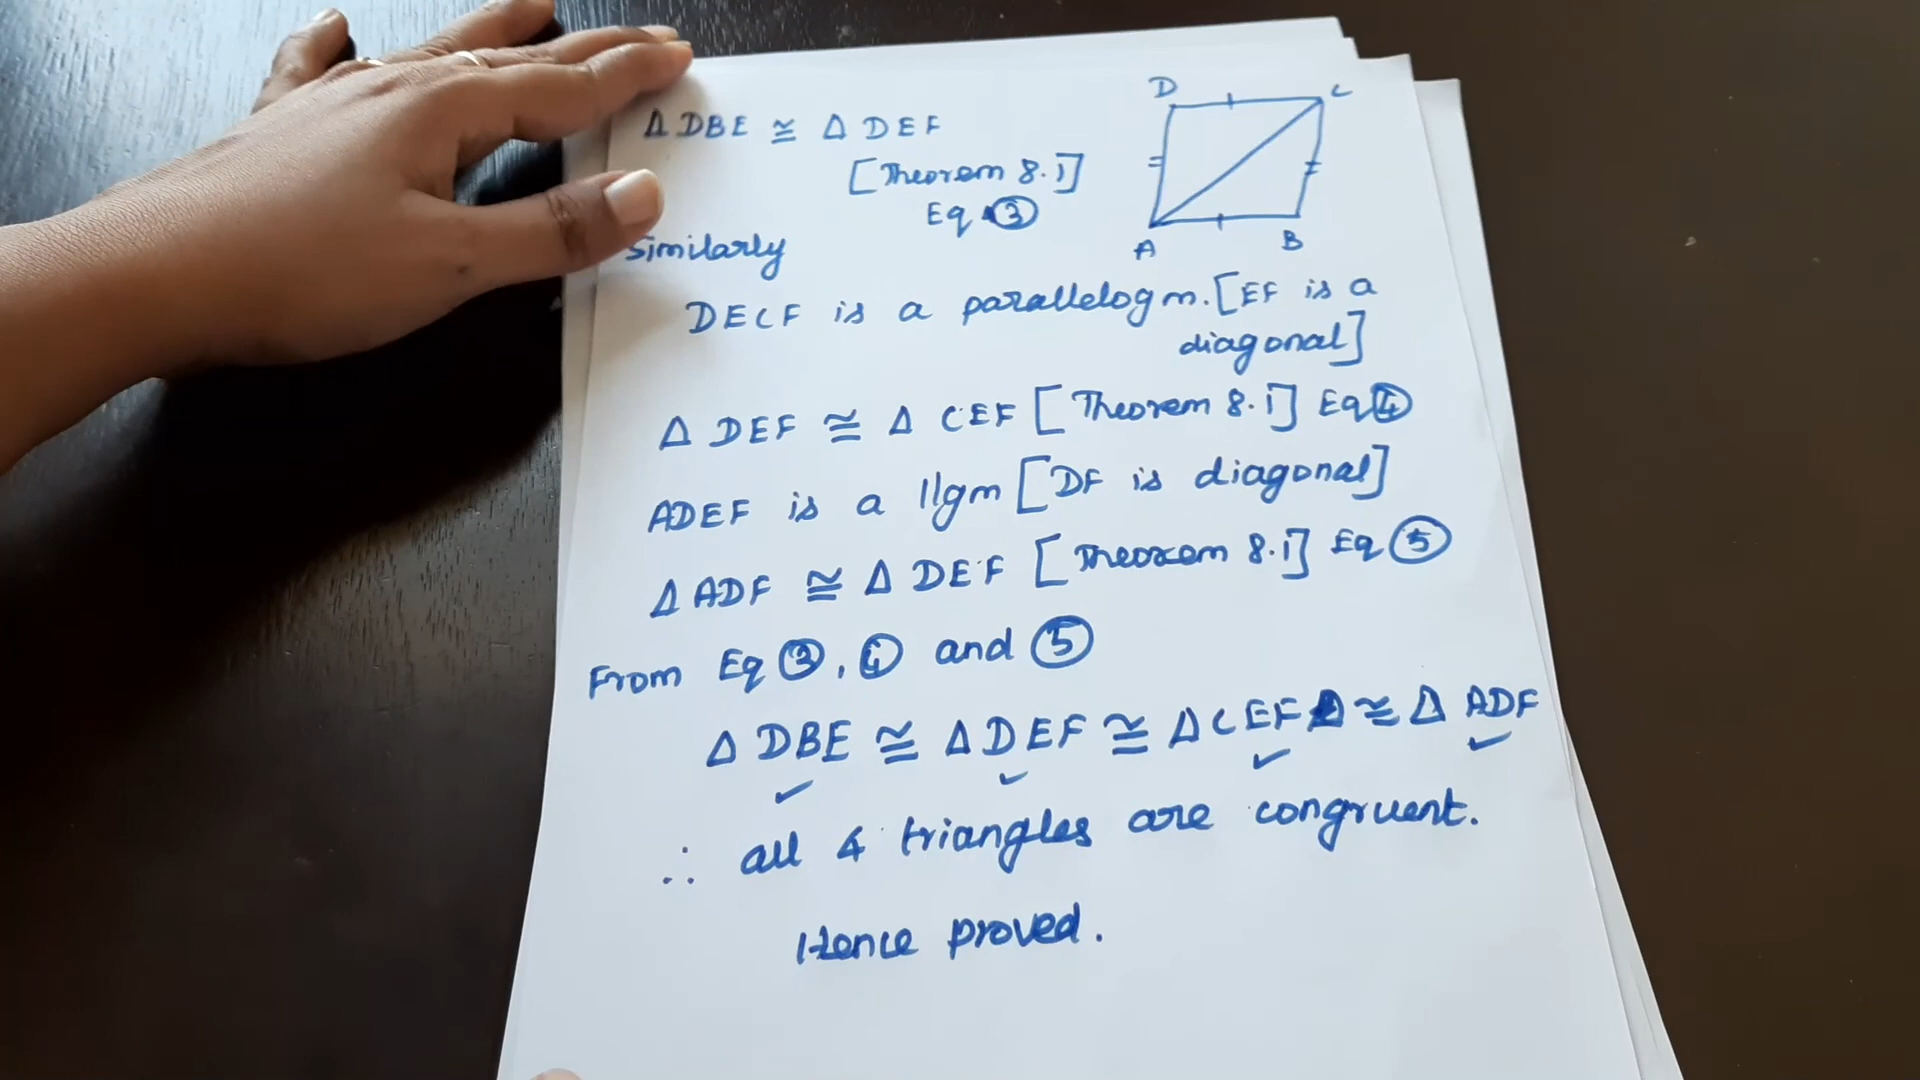 Δ DBE ≅ Δ DEF
[Theorem 8.1]
Eq ③
Similarly
D C
A B
DECF is a parallelogm. [EF is a
diagonal]
Δ DEF ≅ Δ CEF [Theorem 8.1] Eq ④
ADEF is a ||gm [DF is diagonal]
Δ ADF ≅ Δ DEF [Theorem 8.1] Eq ⑤
From Eq ③, ④ and ⑤
Δ DBE ≅ Δ DEF ≅ Δ CEF ≅ Δ ADF
∴ all 4 triangles are congruent.
Hence proved.